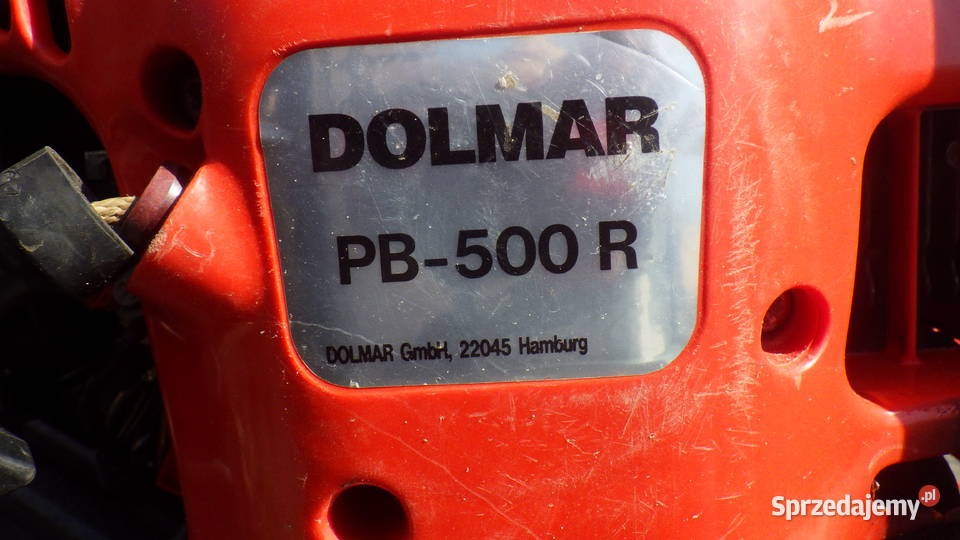 DOLMAR
PB-500 R
DOLMAR GmbH, 22045 Hamburg
Sprzedajemy.pl